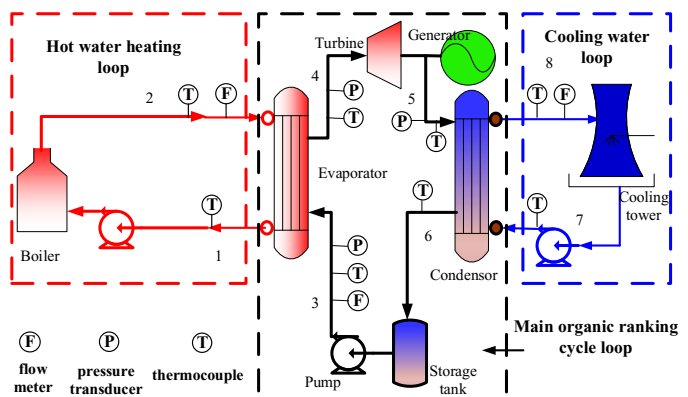 Hot water heating
loop
2
T
F
T
1
Boiler
Turbine
Generator
4
P
T
5
P
T
Evaporator
T
6
Condensor
P
T
F
3
Pump
Storage
tank
Cooling water
loop
8
T
F
Cooling
tower
T
7
Main organic ranking
cycle loop
F
P
T
flow
meter
pressure
transducer
thermocouple